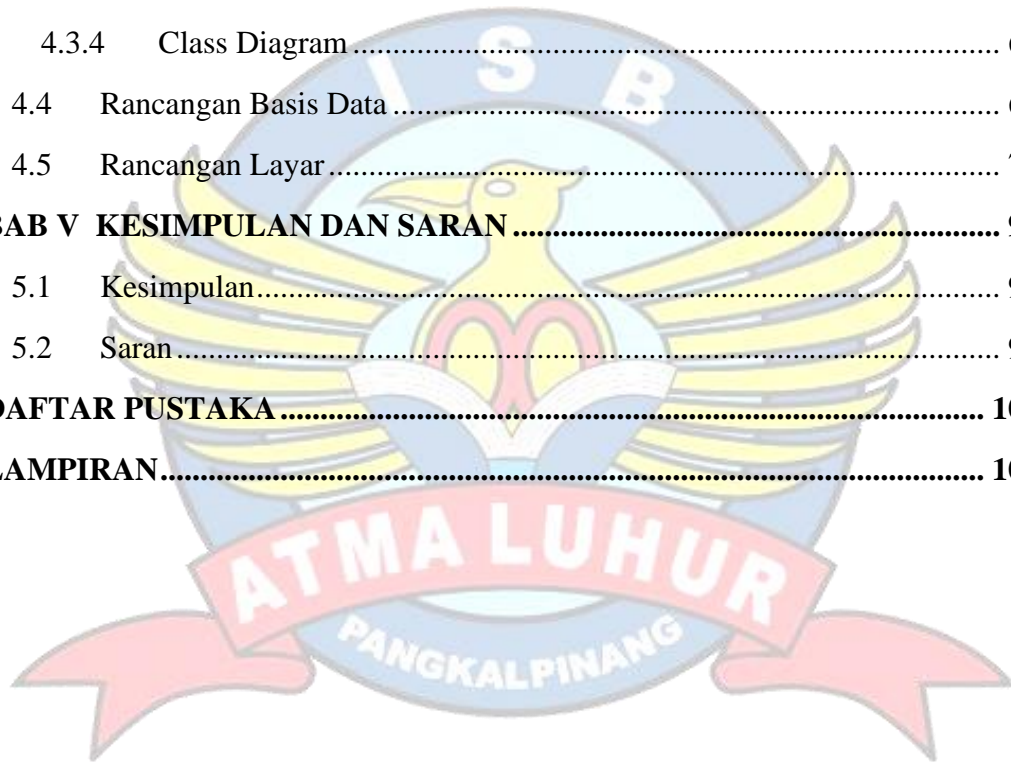 4.3.4 Class Diagram
4.4 Rancangan Basis Data
4.5 Rancangan Layar
BAB V KESIMPULAN DAN SARAN
5.1 Kesimpulan
5.2 Saran
DAFTAR PUSTAKA
LAMPIRAN
I S B
ATMA LUHUR
PANGKALPINANG